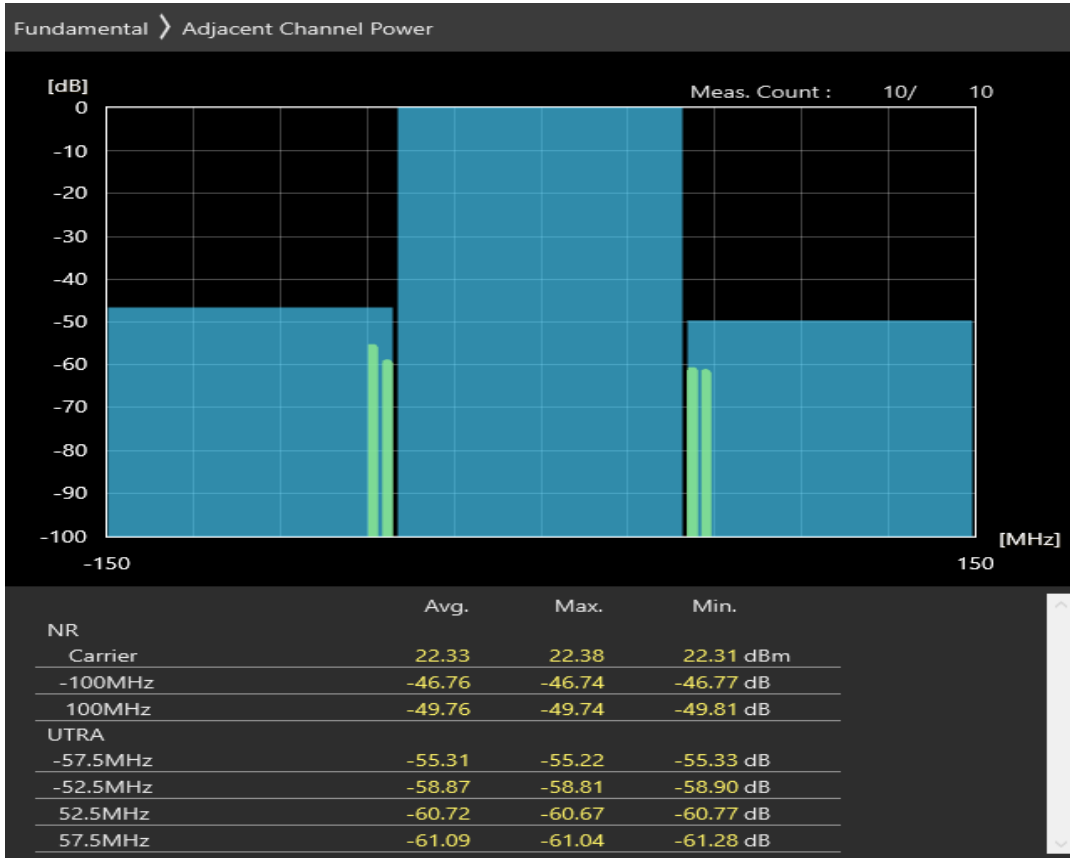 Fundamental 〉 Adjacent Channel Power
[dB]
Meas. Count : 10/ 10
0
-10
-20
-30
-40
-50
-60
-70
-80
-90
-100
[MHz]
-150 150
Avg. Max. Min.
NR
Carrier 22.33 22.38 22.31 dBm
-100MHz -46.76 -46.74 -46.77 dB
100MHz -49.76 -49.74 -49.81 dB
UTRA
-57.5MHz -55.31 -55.22 -55.33 dB
-52.5MHz -58.87 -58.81 -58.90 dB
52.5MHz -60.72 -60.67 -60.77 dB
57.5MHz -61.09 -61.04 -61.28 dB